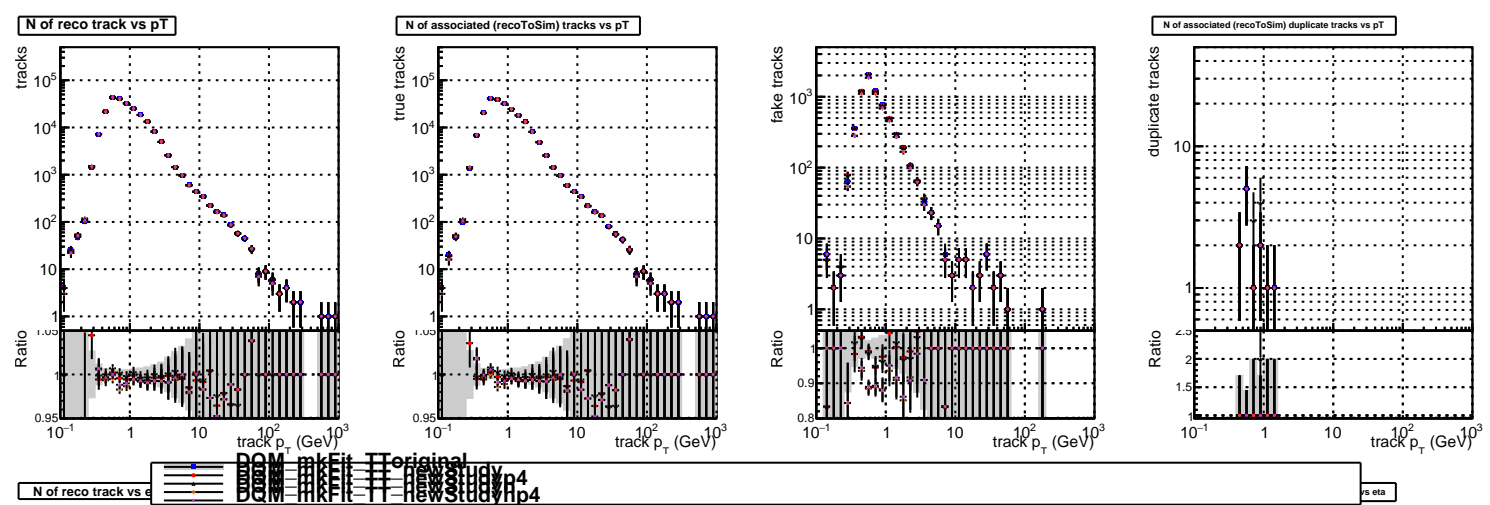 N of reco track vs pT
N of associated (recoToSim) tracks vs pT
N of associated (recoToSim) duplicate tracks vs pT
tracks
10^5
10^4
10^3
10^2
10
1
Ratio
1.05
1
0.95
10^-1 1 10 10^2 10^3
track p_T (GeV)
true tracks
10^5
10^4
10^3
10^2
10
1
Ratio
1.05
1
0.95
10^-1 1 10 10^2 10^3
track p_T (GeV)
fake tracks
10^3
10^2
10
1
Ratio
1
0.9
0.8
10^-1 1 10 10^2 10^3
track p_T (GeV)
duplicate tracks
10
1
Ratio
2.5
2
1.5
1
10^-1 1 10 10^2 10^3
track p_T (GeV)
DQM_mkFit_TToriginal
DQM_mkFit_TT_newStudy
DQM_mkFit_TT_newStudyhp4
N of reco track vs e
vs eta